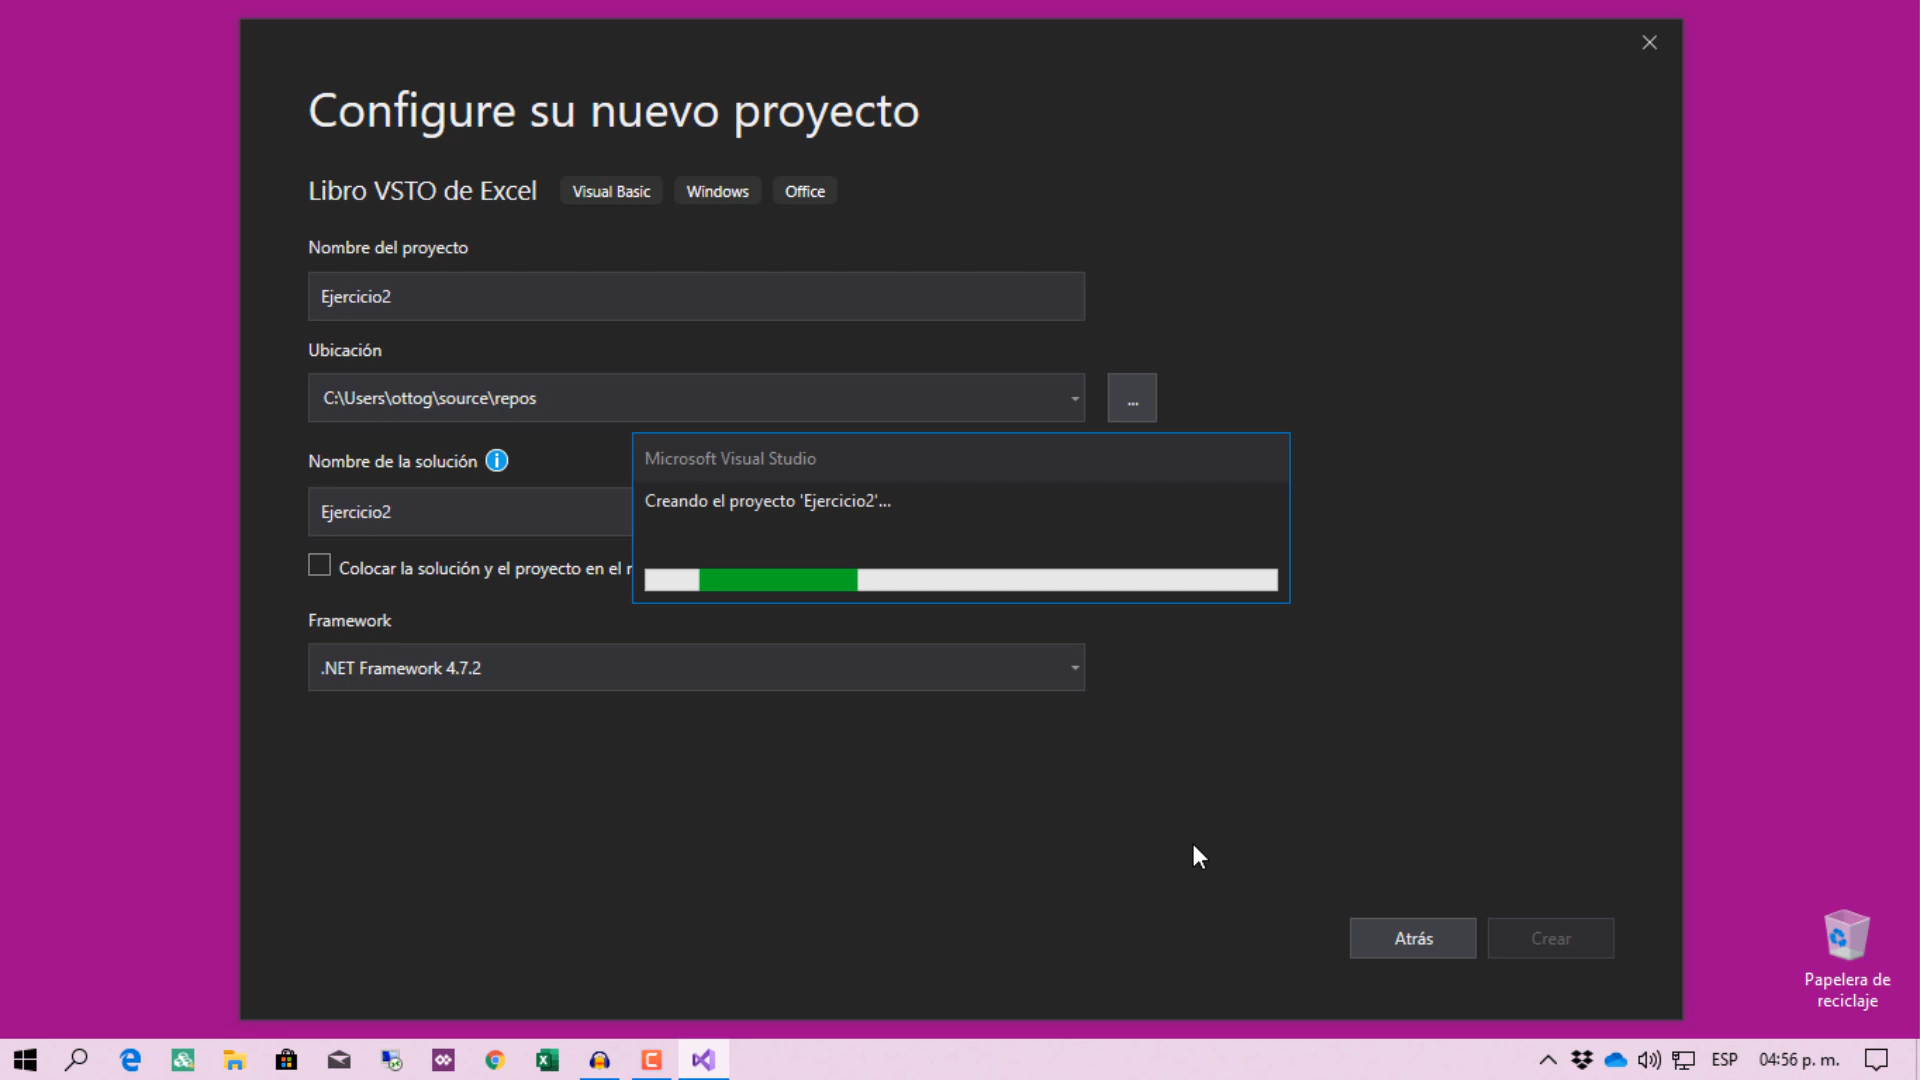 Configure su nuevo proyecto
Libro VSTO de Excel Visual Basic Windows Office
Nombre del proyecto
Ejercicio2
Ubicación
C:\Users\ottog\source\repos
...
Nombre de la solución
Ejercicio2
Microsoft Visual Studio
Creando el proyecto 'Ejercicio2'...
Colocar la solución y el proyecto en el
Framework
.NET Framework 4.7.2
Atrás
Crear
Papelera de
reciclaje
ESP 04:56 p. m.